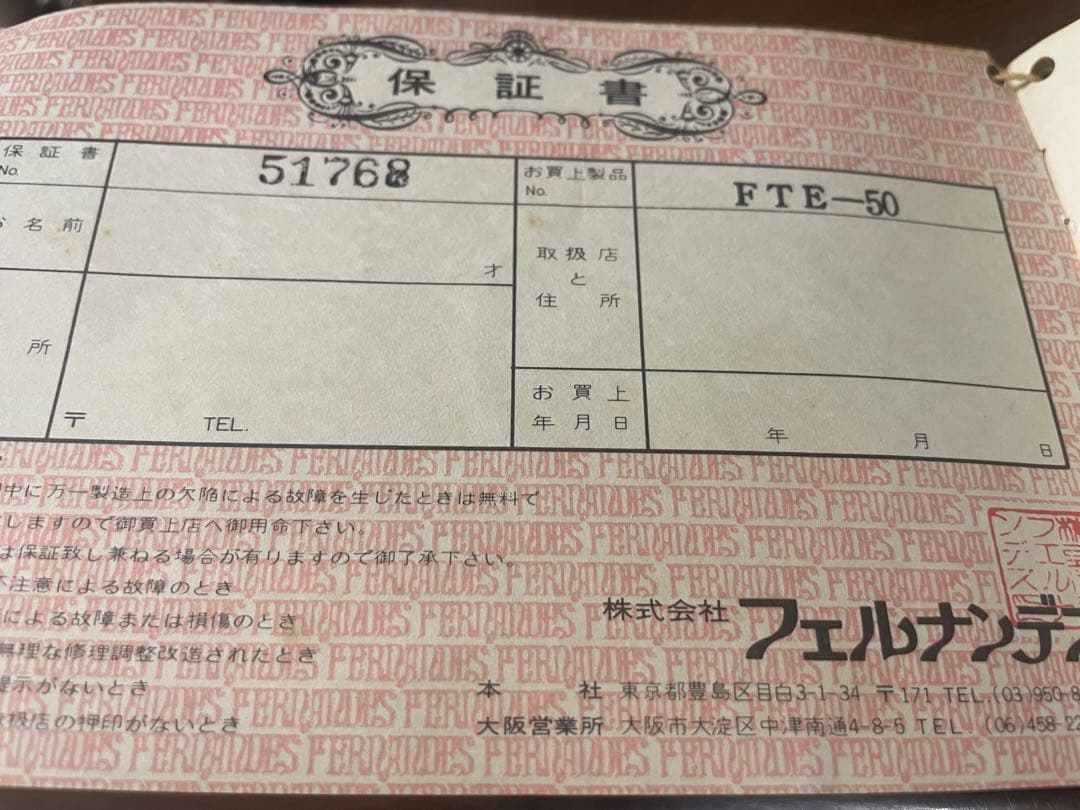 保証書
保証書 No. 51768
お買上製品 No. FTE-50
名前
才
取扱店と住所
所
〒 TEL.
お買上年月日
年 月 日
中に万一製造上の欠陥による故障を生じたときは無料で
しますので御買上店へ御用命下さい。
は保証致し兼ねる場合が有りますので御了承下さい。
不注意による故障のとき
による故障または損傷のとき
無理な修理調整改造されたとき
提示がないとき
取扱店の押印がないとき
株式会社 フェルナンデス
本社 東京都豊島区目白3-1-34 〒171 TEL.(03)950-8
大阪営業所 大阪市大淀区中津南通4-8-5 TEL. (06)458-22
FERNANDES